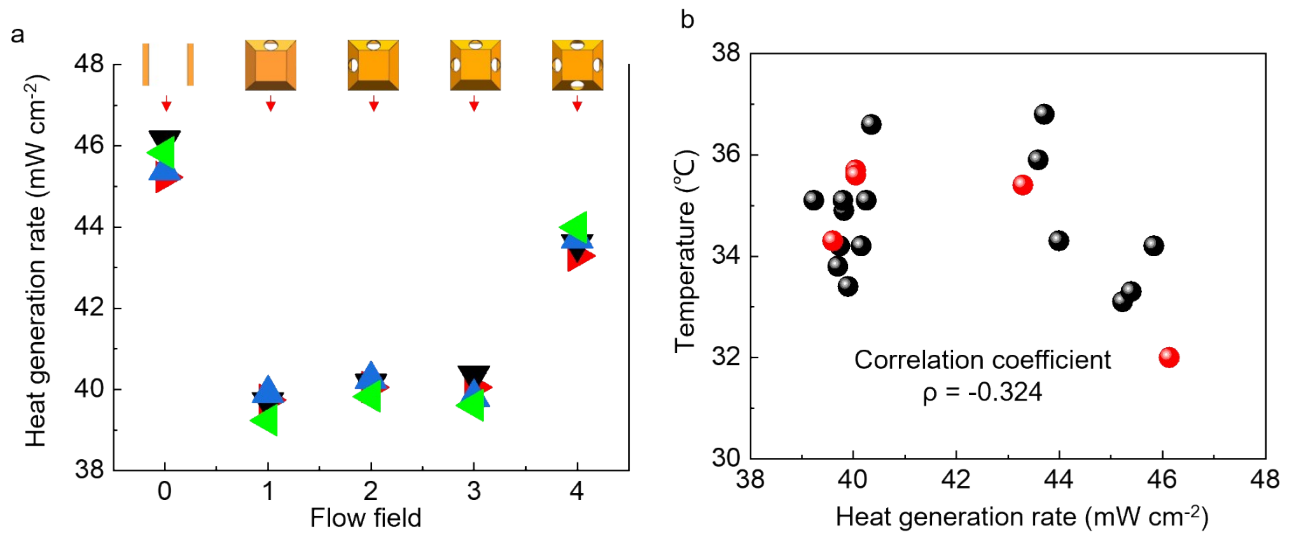 a
Heat generation rate (mW cm-2)
48
46
44
42
40
38
0 1 2 3 4
Flow field
b
Temperature (℃)
38
36
34
32
30
Correlation coefficient
ρ = -0.324
38 40 42 44 46 48
Heat generation rate (mW cm-2)